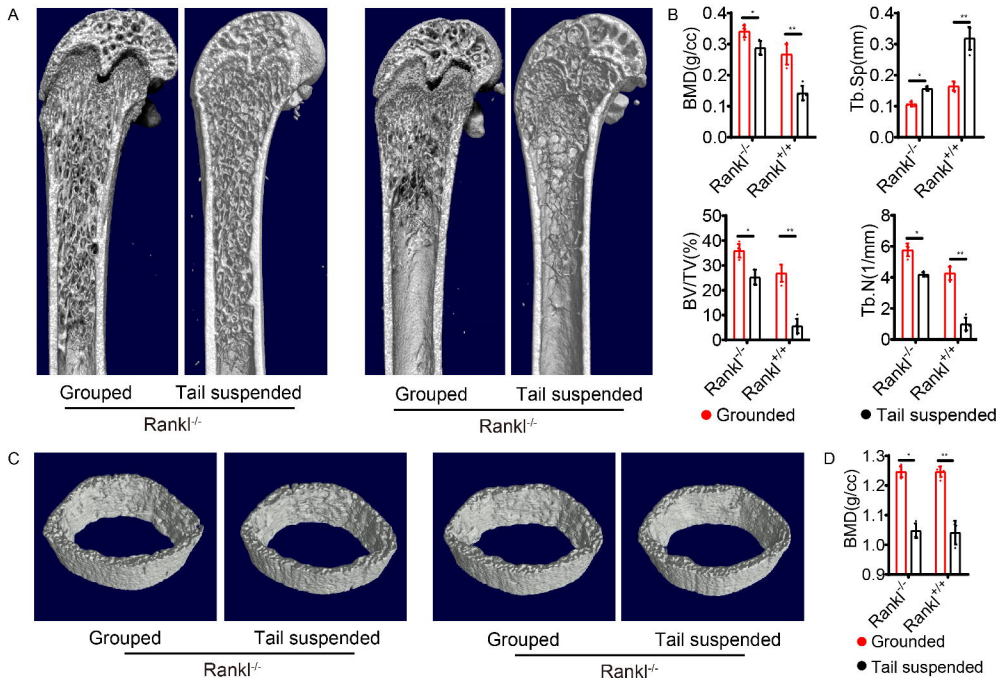 A
Grouped
Tail suspended
Rankl-/-
Grouped
Tail suspended
Rankl-/-
B
BMD(g/cc)
0.4
0.3
0.2
0.1
0.0
*
**
Rankl-/-
Rankl+/+
Tb.Sp(mm)
0.4
0.3
0.2
0.1
0.0
*
**
Rankl-/-
Rankl+/+
BV/TV(%)
50
40
30
20
10
0
*
**
Rankl-/-
Rankl+/+
Tb.N(1/mm)
8
6
4
2
0
*
**
Rankl-/-
Rankl+/+
Grounded
Tail suspended
C
Grouped
Tail suspended
Rankl-/-
Grouped
Tail suspended
Rankl-/-
D
BMD(g/cc)
1.3
1.2
1.1
1.0
0.9
*
**
Rankl-/-
Rankl+/+
Grounded
Tail suspended